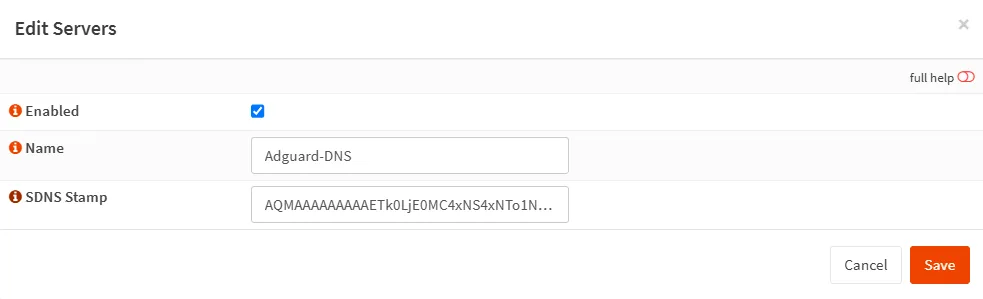 Edit Servers ×
full help
Enabled
Name Adguard-DNS
SDNS Stamp AQMAAAAAAAAAETk0LjE0MC4xNS4xNTo1N...
Cancel Save